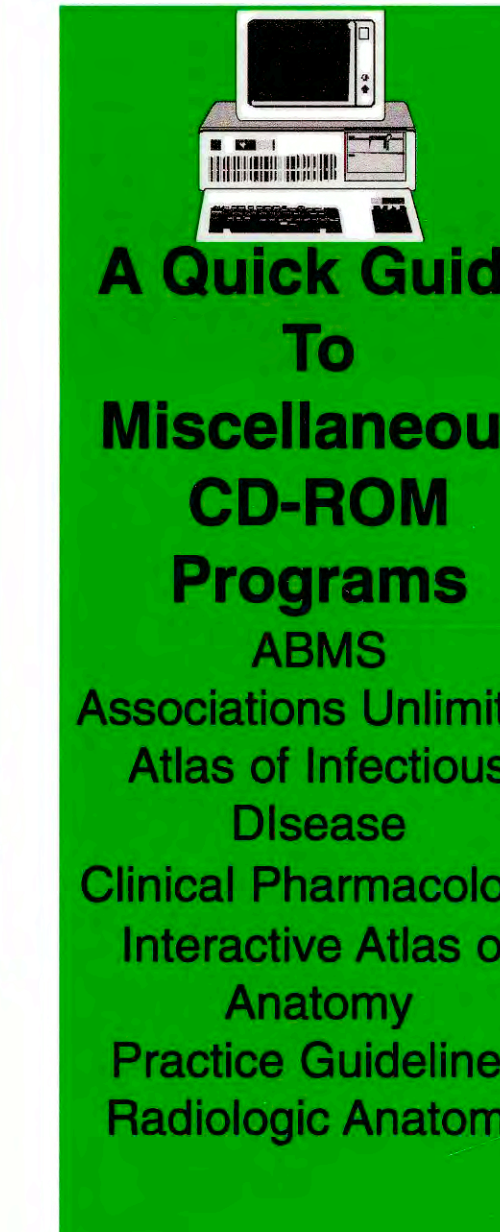 A Quick Guid
To
Miscellaneou
CD-ROM
Programs
ABMS
Associations Unlimit
Atlas of Infectious
DIsease
Clinical Pharmacolo
Interactive Atlas o
Anatomy
Practice Guideline
Radiologic Anatom